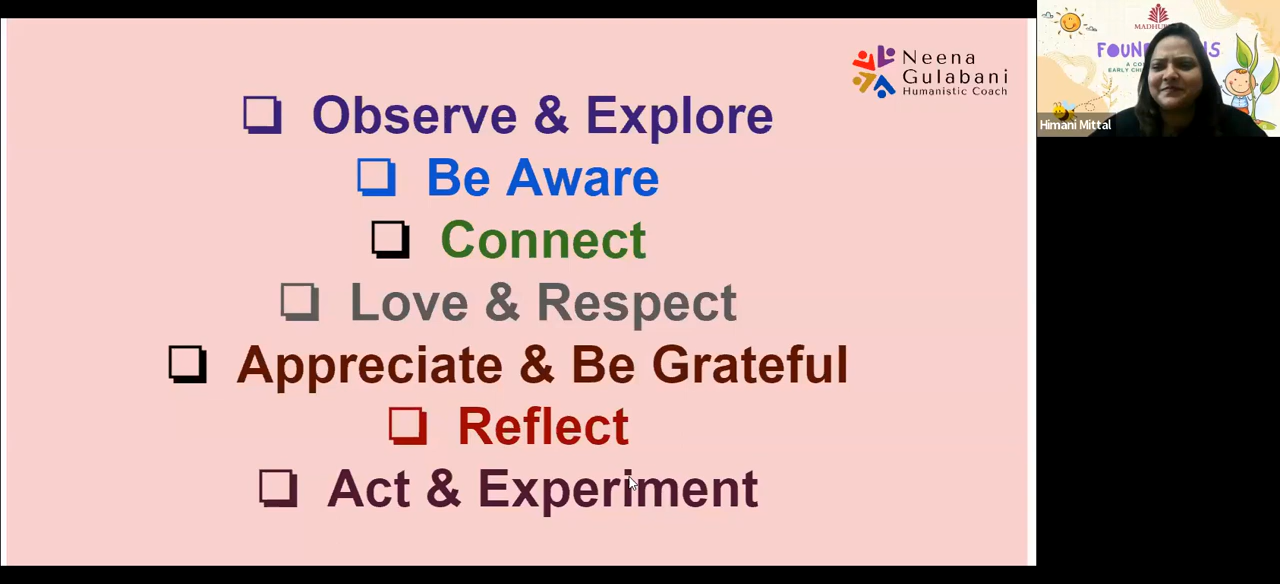 Neena
Gulabani
Humanistic Coach
Observe & Explore
Be Aware
Connect
Love & Respect
Appreciate & Be Grateful
Reflect
Act & Experiment
Himani Mittal